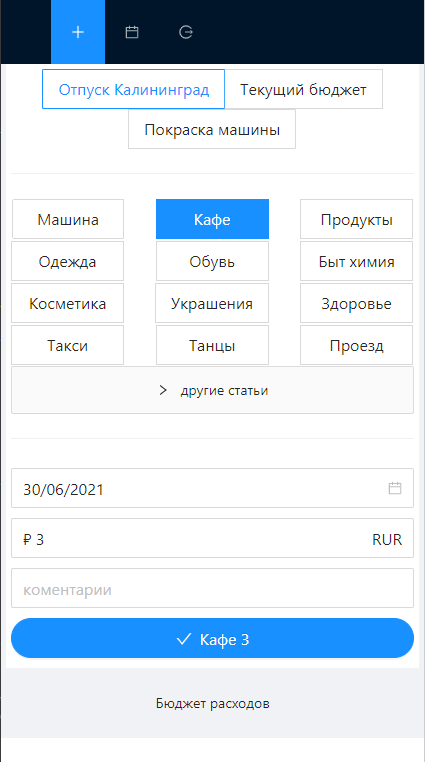 Отпуск Калининград Текущий бюджет
Покраска машины
Машина Кафе Продукты
Одежда Обувь Быт химия
Косметика Украшения Здоровье
Такси Танцы Проезд
другие статьи
30/06/2021
₽ 3 RUR
коментарии
Кафе 3
Бюджет расходов